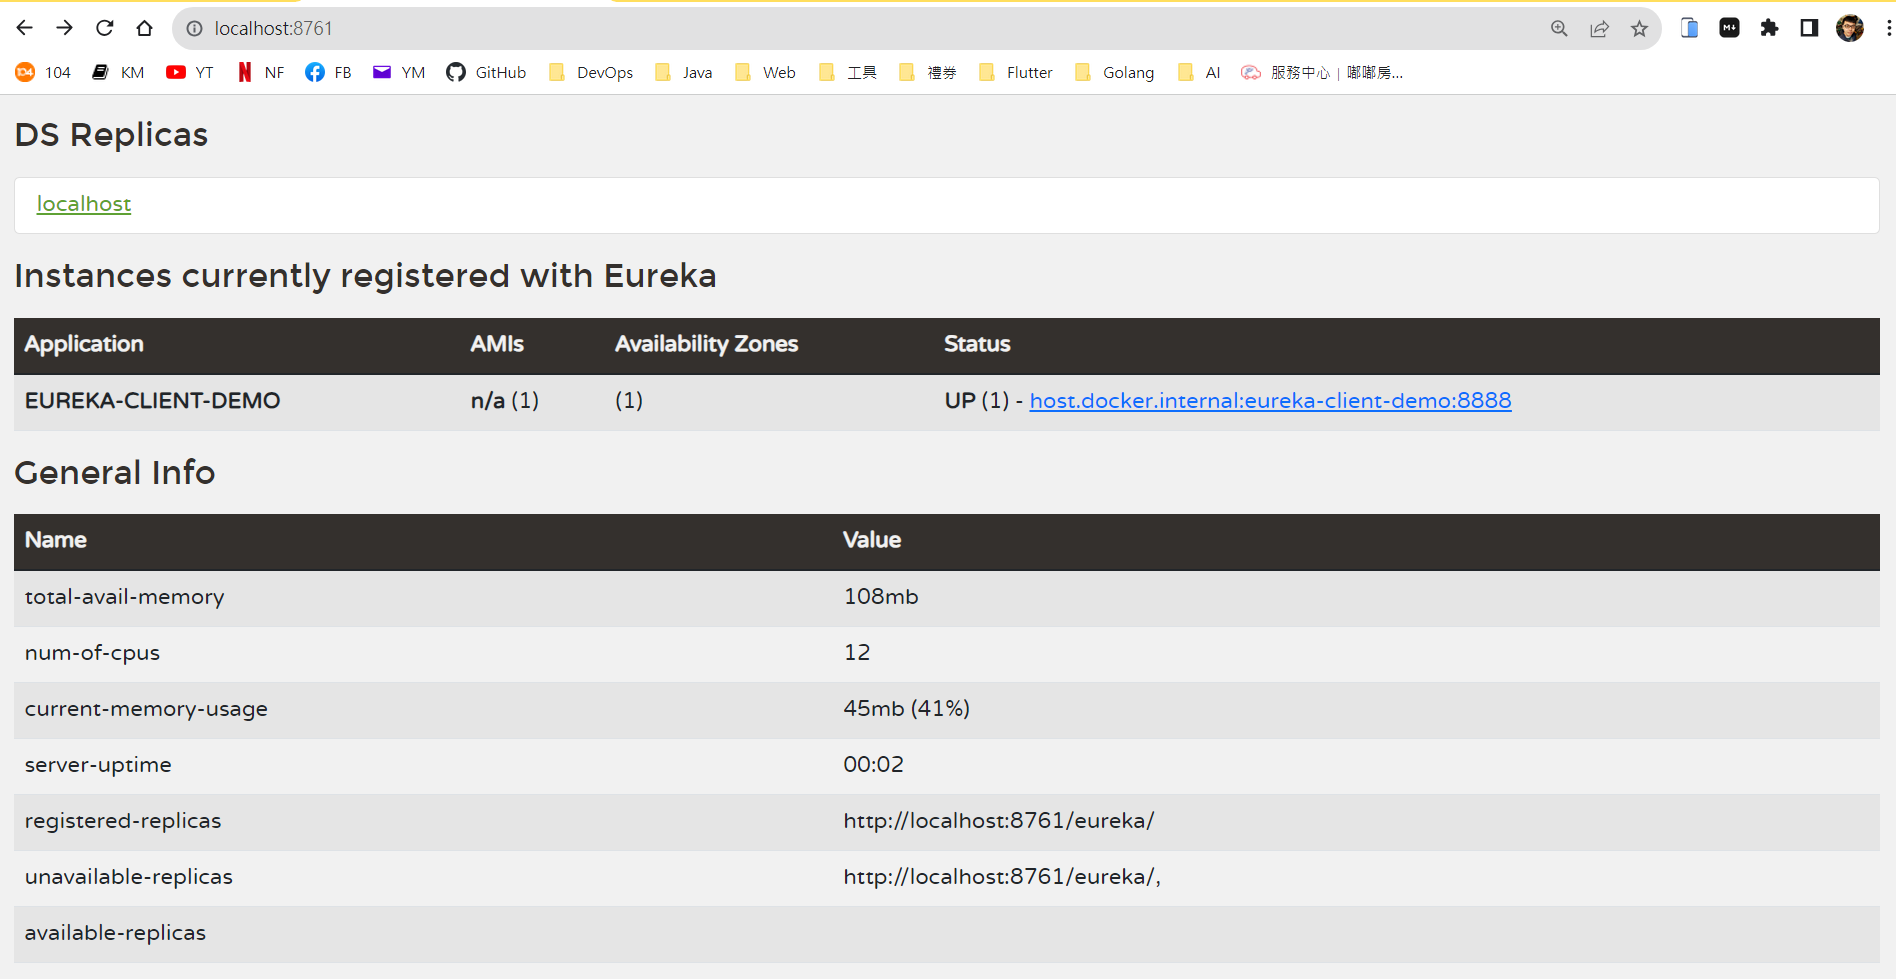 localhost:8761
104 KM YT NF FB YM GitHub DevOps Java Web 工具 禮券 Flutter Golang AI 服務中心 | 嘟嘟房...
DS Replicas
localhost
Instances currently registered with Eureka
Application AMIs Availability Zones Status
EUREKA-CLIENT-DEMO n/a (1) (1) UP (1) - host.docker.internal:eureka-client-demo:8888
General Info
Name Value
total-avail-memory 108mb
num-of-cpus 12
current-memory-usage 45mb (41%)
server-uptime 00:02
registered-replicas http://localhost:8761/eureka/
unavailable-replicas http://localhost:8761/eureka/,
available-replicas